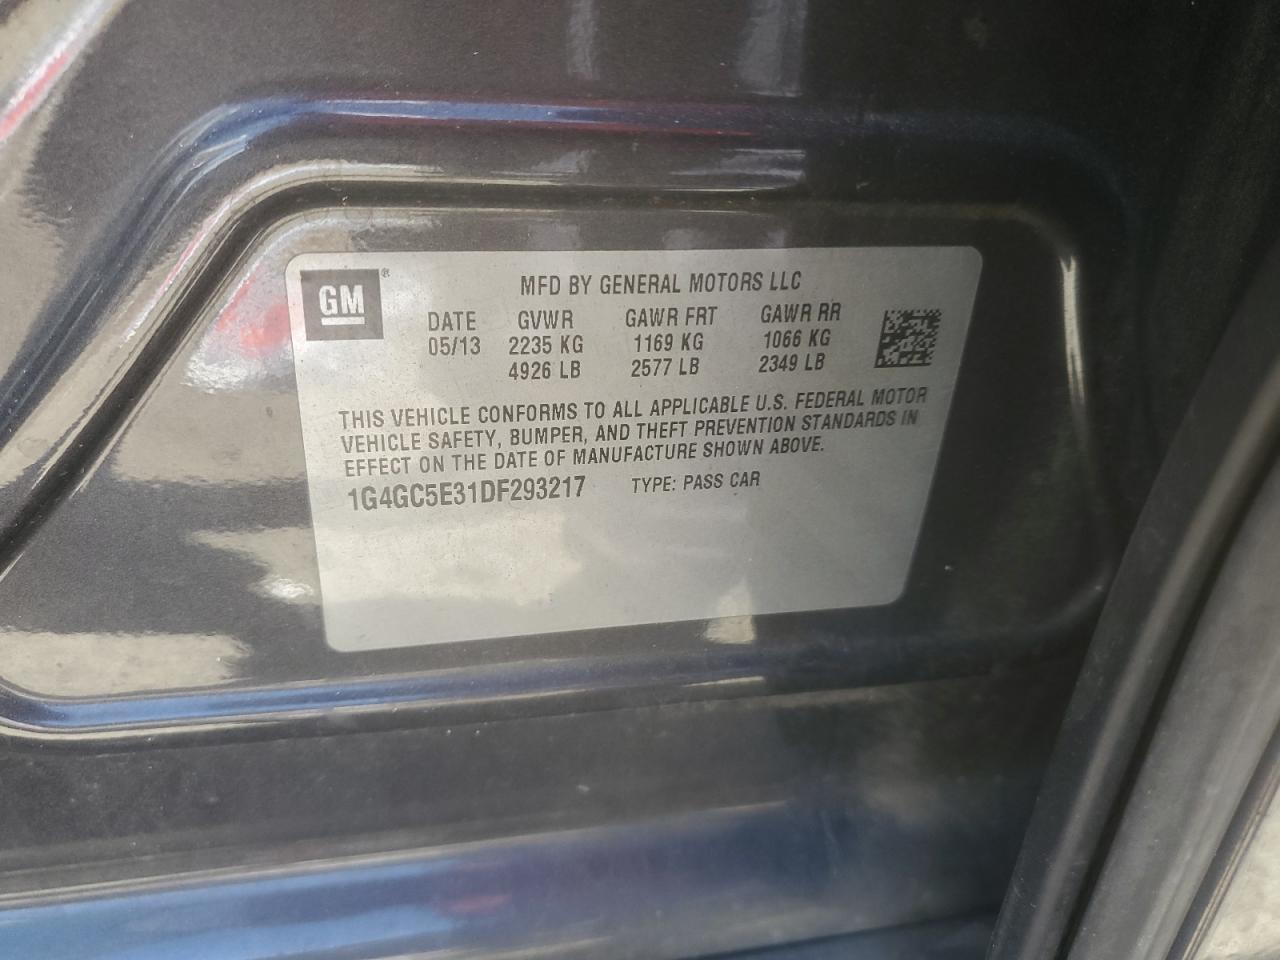 GM®
MFD BY GENERAL MOTORS LLC
DATE GVWR GAWR FRT GAWR RR
05/13 2235 KG 1169 KG 1066 KG
4926 LB 2577 LB 2349 LB
THIS VEHICLE CONFORMS TO ALL APPLICABLE U.S. FEDERAL MOTOR
VEHICLE SAFETY, BUMPER, AND THEFT PREVENTION STANDARDS IN
EFFECT ON THE DATE OF MANUFACTURE SHOWN ABOVE.
1G4GC5E31DF293217 TYPE: PASS CAR